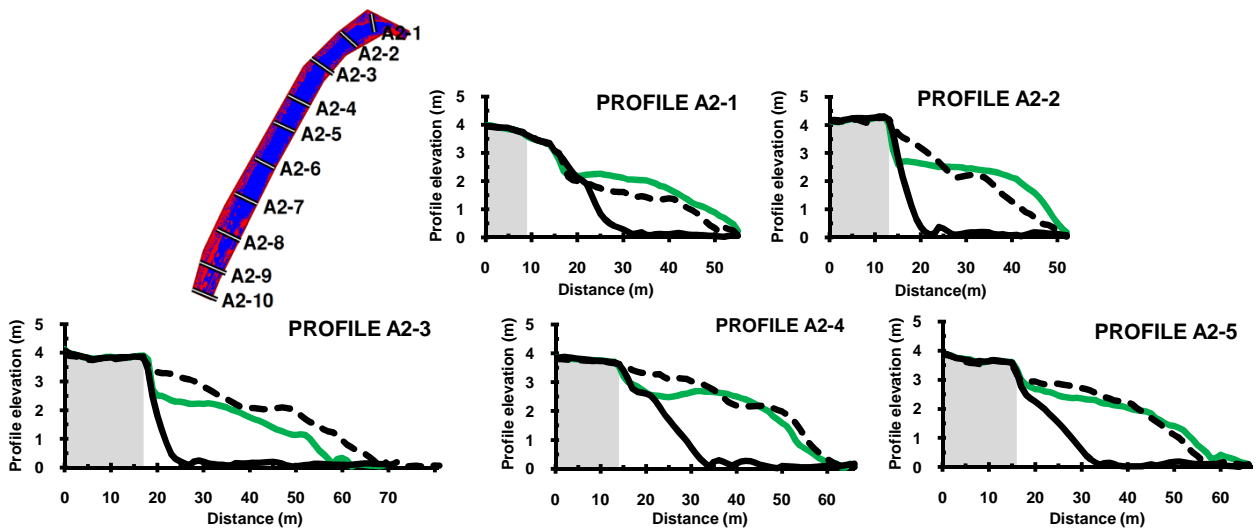 A2-1
A2-2
A2-3
A2-4
A2-5
A2-6
A2-7
A2-8
A2-9
A2-10
PROFILE A2-1
Profile elevation (m)
5
4
3
2
1
0
0 10 20 30 40 50
Distance (m)
PROFILE A2-2
Profile elevation (m)
5
4
3
2
1
0
0 10 20 30 40 50
Distance(m)
PROFILE A2-3
Profile elevation (m)
5
4
3
2
1
0
0 10 20 30 40 50 60 70
Distance (m)
PROFILE A2-4
Profile elevation (m)
5
4
3
2
1
0
0 10 20 30 40 50 60
Distance (m)
PROFILE A2-5
Profile elevation (m)
5
4
3
2
1
0
0 10 20 30 40 50 60
Distance (m)